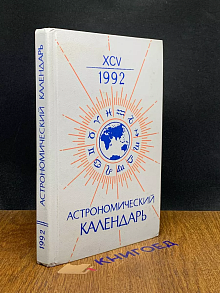 XCV
1992
АСТРОНОМИЧЕСКИЙ
КАЛЕНДАРЬ
1992 АСТРОНОМИЧЕСКИЙ КАЛЕНДАРЬ
КНИГОЕД